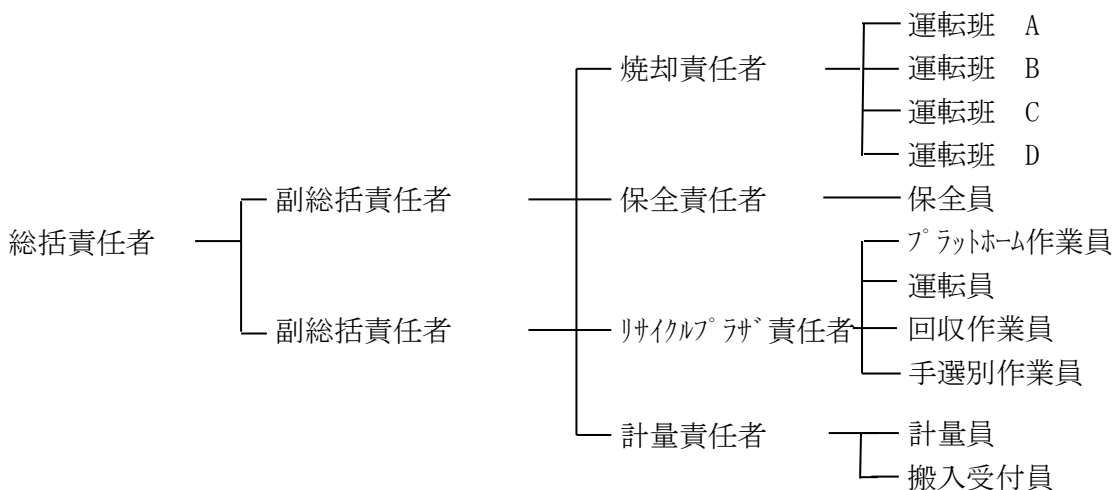 運転班　A
焼却責任者
運転班　B
運転班　C
運転班　D
副総括責任者
保全責任者
保全員
総括責任者
ﾌﾟﾗｯﾄﾎｰﾑ作業員
運転員
副総括責任者
ﾘｻｲｸﾙﾌﾟﾗｻﾞ責任者
回収作業員
手選別作業員
計量責任者
計量員
搬入受付員